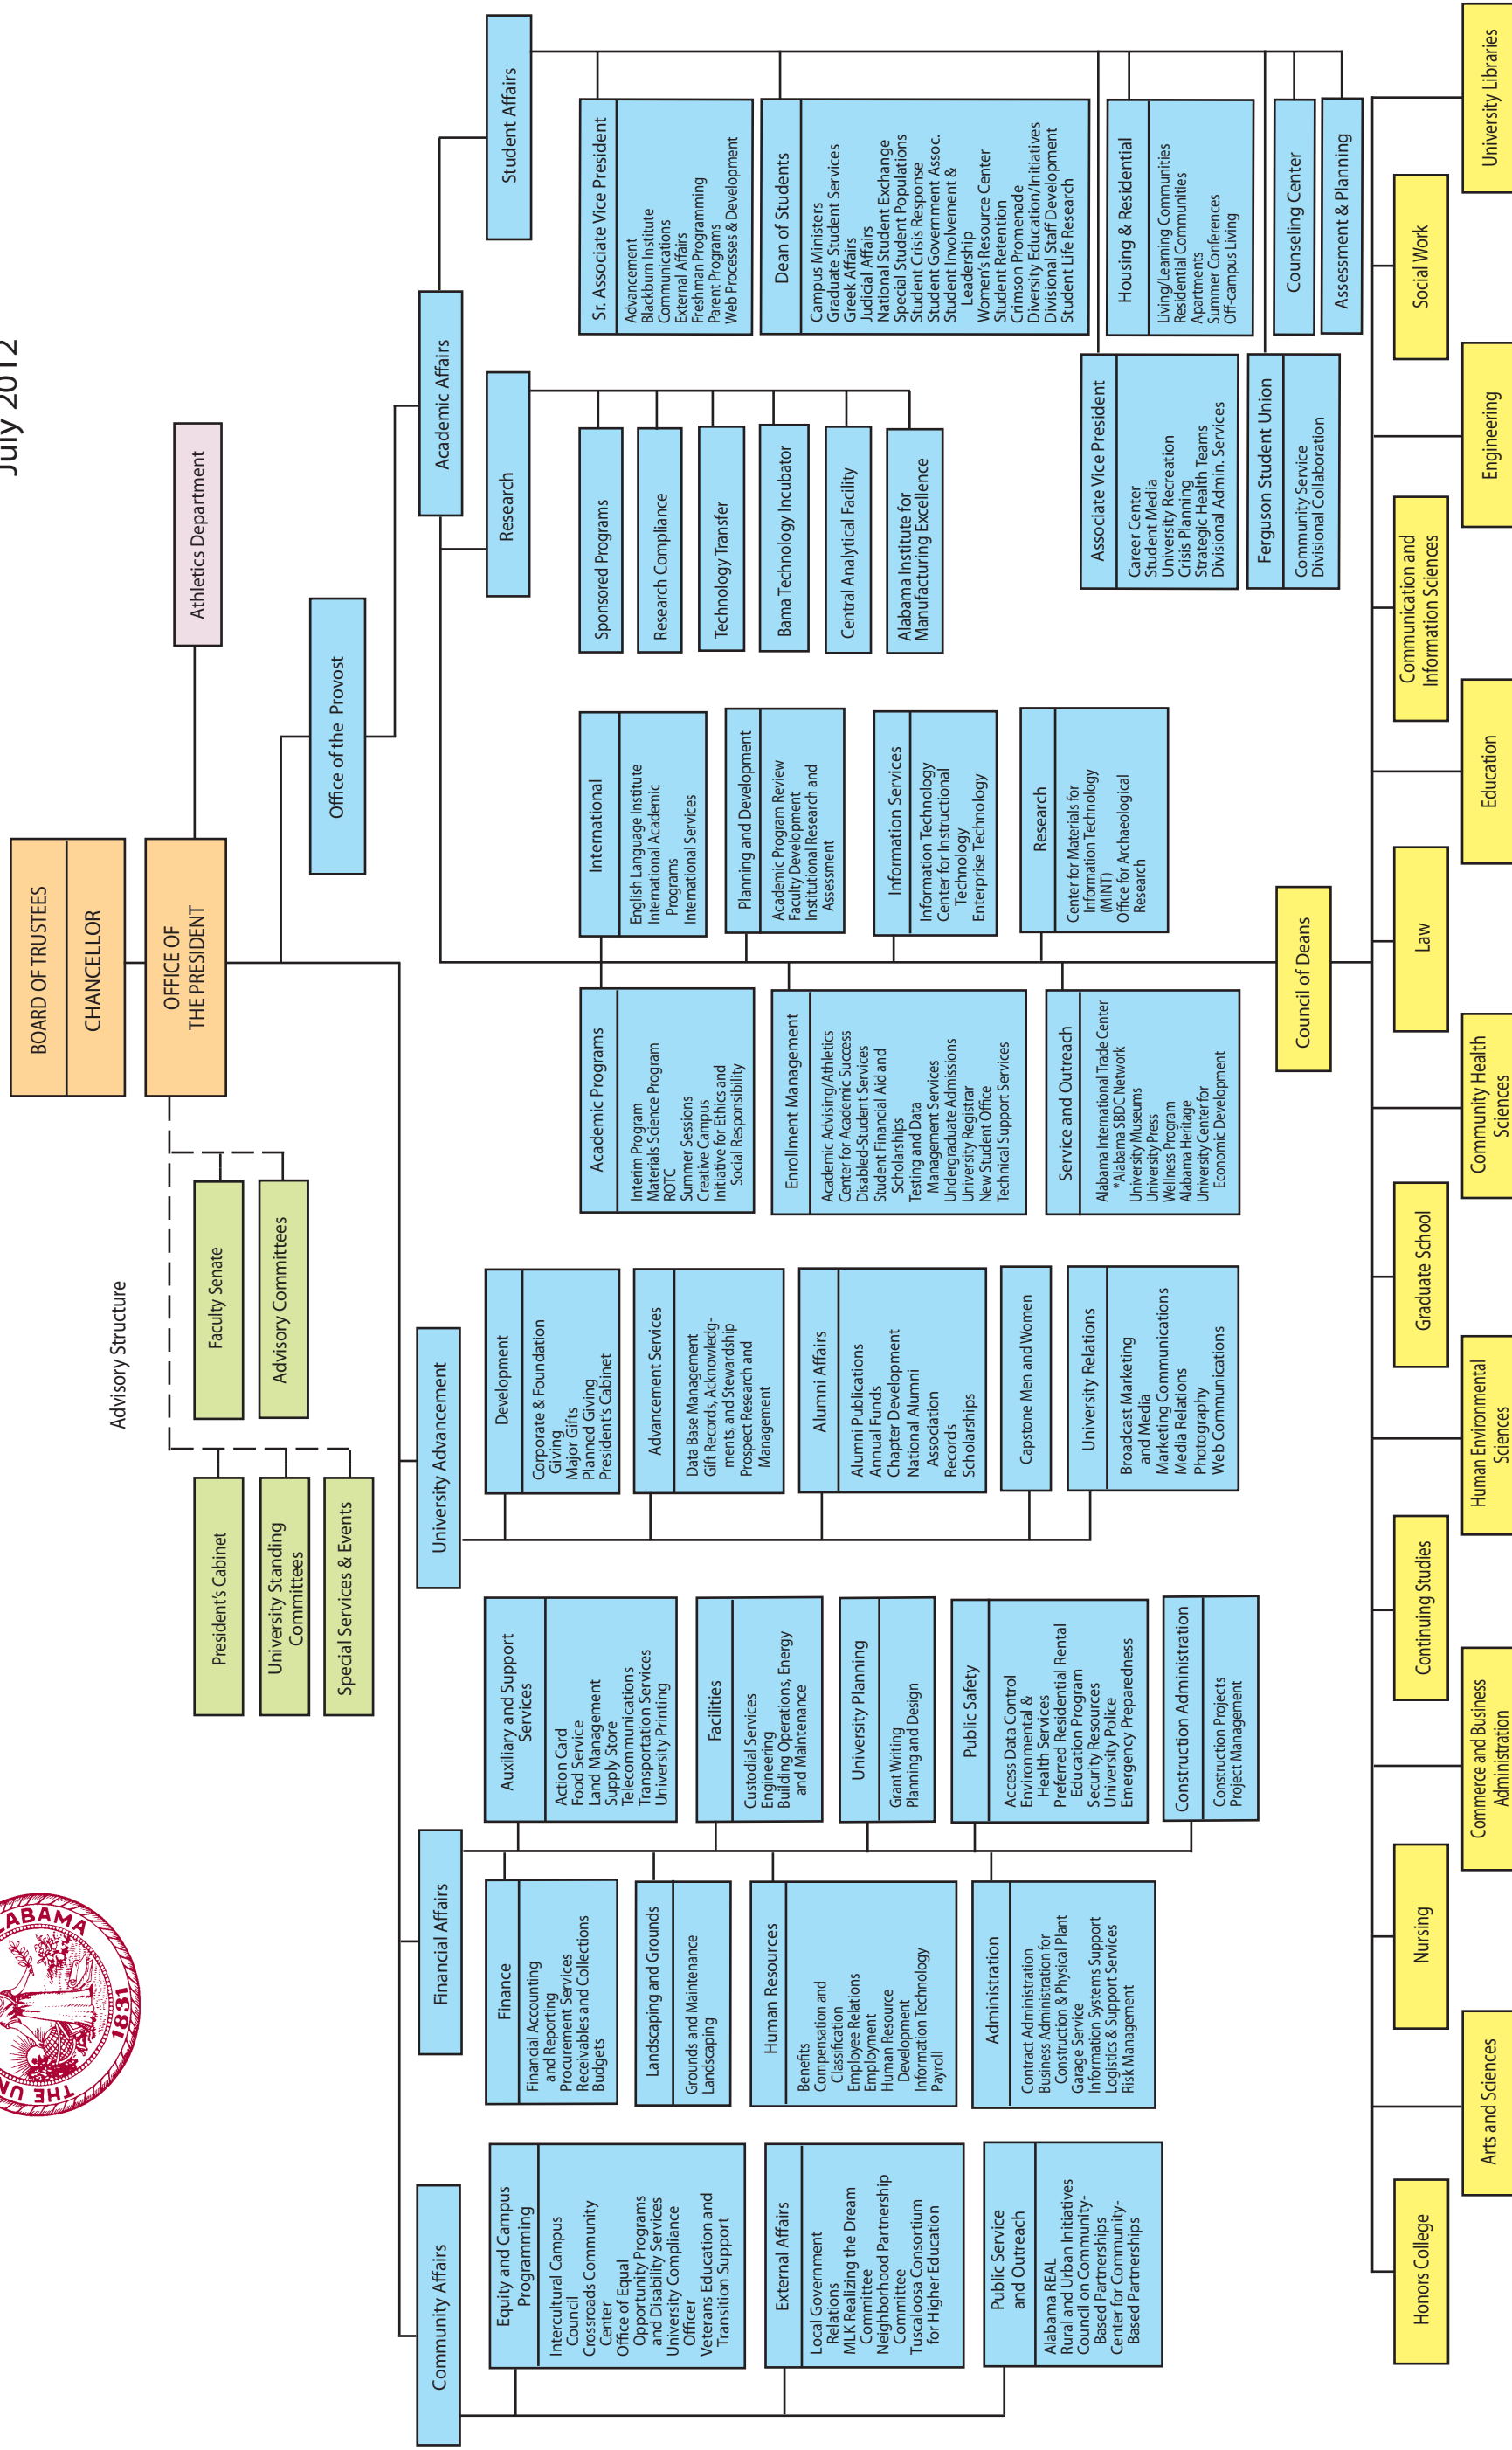 July 2012
ALABAMA
THE UN
1831
BOARD OF TRUSTEES
CHANCELLOR
OFFICE OF
THE PRESIDENT
Athletics Department
Advisory Structure
President's Cabinet
University Standing
Committees
Special Services & Events
Faculty Senate
Advisory Committees
Office of the Provost
Community Affairs
Equity and Campus
Programming
Intercultural Campus
Council
Crossroads Community
Center
Office of Equal
Opportunity Programs
and Disability Services
University Compliance
Officer
Veterans Education and
Transition Support
External Affairs
Local Government
Relations
MLK Realizing the Dream
Committee
Neighborhood Partnership
Committee
Tuscaloosa Consortium
for Higher Education
Public Service
and Outreach
Alabama REAL
Rural and Urban Initiatives
Council on Community-
Based Partnerships
Center for Community-
Based Partnerships
Financial Affairs
Finance
Financial Accounting
and Reporting
Procurement Services
Receivables and Collections
Budgets
Landscaping and Grounds
Grounds and Maintenance
Landscaping
Human Resources
Benefits
Compensation and
Classification
Employee Relations
Employment
Human Resource
Development
Information Technology
Payroll
Administration
Contract Administration
Business Administration for
Construction & Physical Plant
Garage Service
Information Systems Support
Logistics & Support Services
Risk Management
Auxiliary and Support
Services
Action Card
Food Service
Land Management
Supply Store
Telecommunications
Transportation Services
University Printing
Facilities
Custodial Services
Engineering
Building Operations, Energy
and Maintenance
University Planning
Grant Writing
Planning and Design
Public Safety
Access Data Control
Environmental &
Health Services
Preferred Residential Rental
Education Program
Security Resources
University Police
Emergency Preparedness
Construction Administration
Construction Projects
Project Management
University Advancement
Development
Corporate & Foundation
Giving
Major Gifts
Planned Giving
President's Cabinet
Advancement Services
Data Base Management
Gift Records, Acknowledg-
ments, and Stewardship
Prospect Research and
Management
Alumni Affairs
Alumni Publications
Annual Funds
Chapter Development
National Alumni
Association
Records
Scholarships
Capstone Men and Women
University Relations
Broadcast Marketing
and Media
Marketing Communications
Media Relations
Photography
Web Communications
Academic Affairs
Academic Programs
Interim Program
Materials Science Program
ROTC
Summer Sessions
Creative Campus
Initiative for Ethics and
Social Responsibility
Enrollment Management
Academic Advising/Athletics
Center for Academic Success
Disabled-Student Services
Student Financial Aid and
Scholarships
Testing and Data
Management Services
Undergraduate Admissions
University Registrar
New Student Office
Technical Support Services
Service and Outreach
Alabama International Trade Center
*Alabama SBDC Network
University Museums
University Press
Wellness Program
Alabama Heritage
University Center for
Economic Development
International
English Language Institute
International Academic
Programs
International Services
Planning and Development
Academic Program Review
Faculty Development
Institutional Research and
Assessment
Information Services
Information Technology
Center for Instructional
Technology
Enterprise Technology
Research
Center for Materials for
Information Technology
(MINT)
Office for Archaeological
Research
Research
Sponsored Programs
Research Compliance
Technology Transfer
Bama Technology Incubator
Central Analytical Facility
Alabama Institute for
Manufacturing Excellence
Student Affairs
Sr. Associate Vice President
Advancement
Blackburn Institute
Communications
External Affairs
Freshman Programming
Parent Programs
Web Processes & Development
Dean of Students
Campus Ministers
Graduate Student Services
Greek Affairs
Judicial Affairs
National Student Exchange
Special Student Populations
Student Crisis Response
Student Government Assoc.
Student Involvement &
Leadership
Women's Resource Center
Student Retention
Crimson Promenade
Diversity Education/Initiatives
Divisional Staff Development
Student Life Research
Associate Vice President
Career Center
Student Media
University Recreation
Crisis Planning
Strategic Health Teams
Divisional Admin. Services
Housing & Residential
Living/Learning Communities
Residential Communities
Apartments
Summer Conferences
Off-campus Living
Ferguson Student Union
Community Service
Divisional Collaboration
Counseling Center
Assessment & Planning
Council of Deans
Honors College
Arts and Sciences
Nursing
Commerce and Business
Administration
Continuing Studies
Human Environmental
Sciences
Graduate School
Community Health
Sciences
Law
Education
Communication and
Information Sciences
Engineering
Social Work
University Libraries